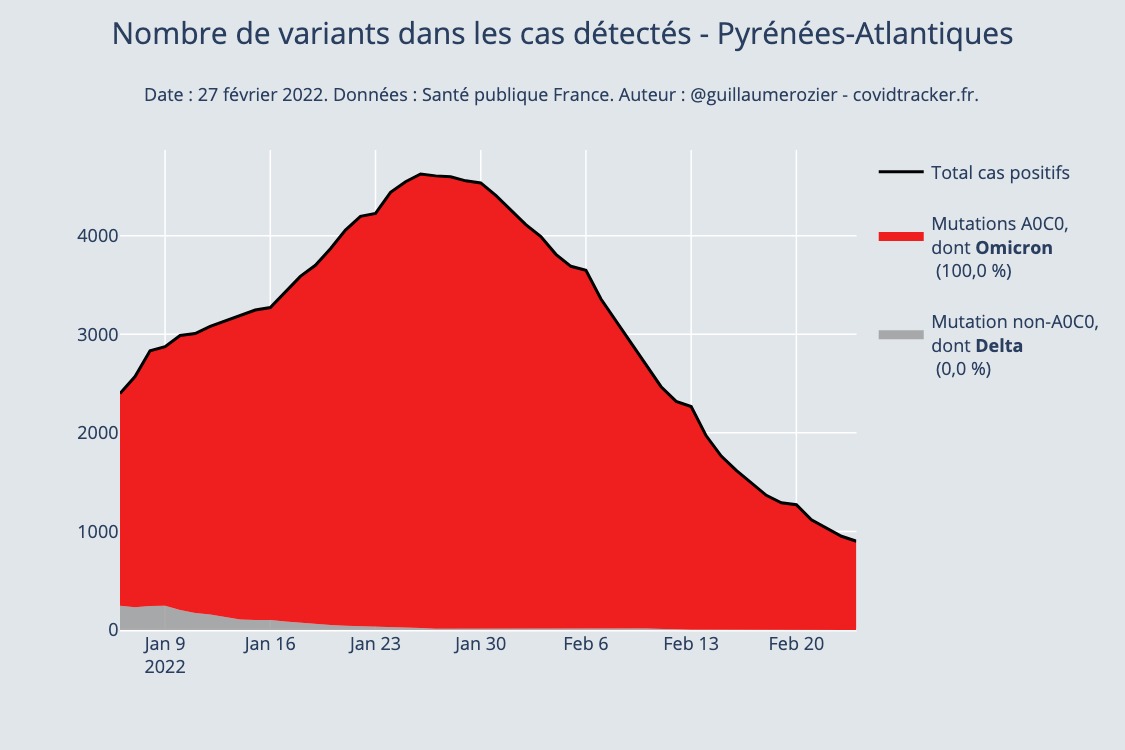 Nombre de variants dans les cas détectés - Pyrénées-Atlantiques
Date : 27 février 2022. Données : Santé publique France. Auteur : @guillaumerozier - covidtracker.fr.
Total cas positifs
Mutations A0C0,
dont Omicron
(100,0 %)
Mutation non-A0C0,
dont Delta
(0,0 %)
4000
3000
2000
1000
0
Jan 9
2022
Jan 16
Jan 23
Jan 30
Feb 6
Feb 13
Feb 20